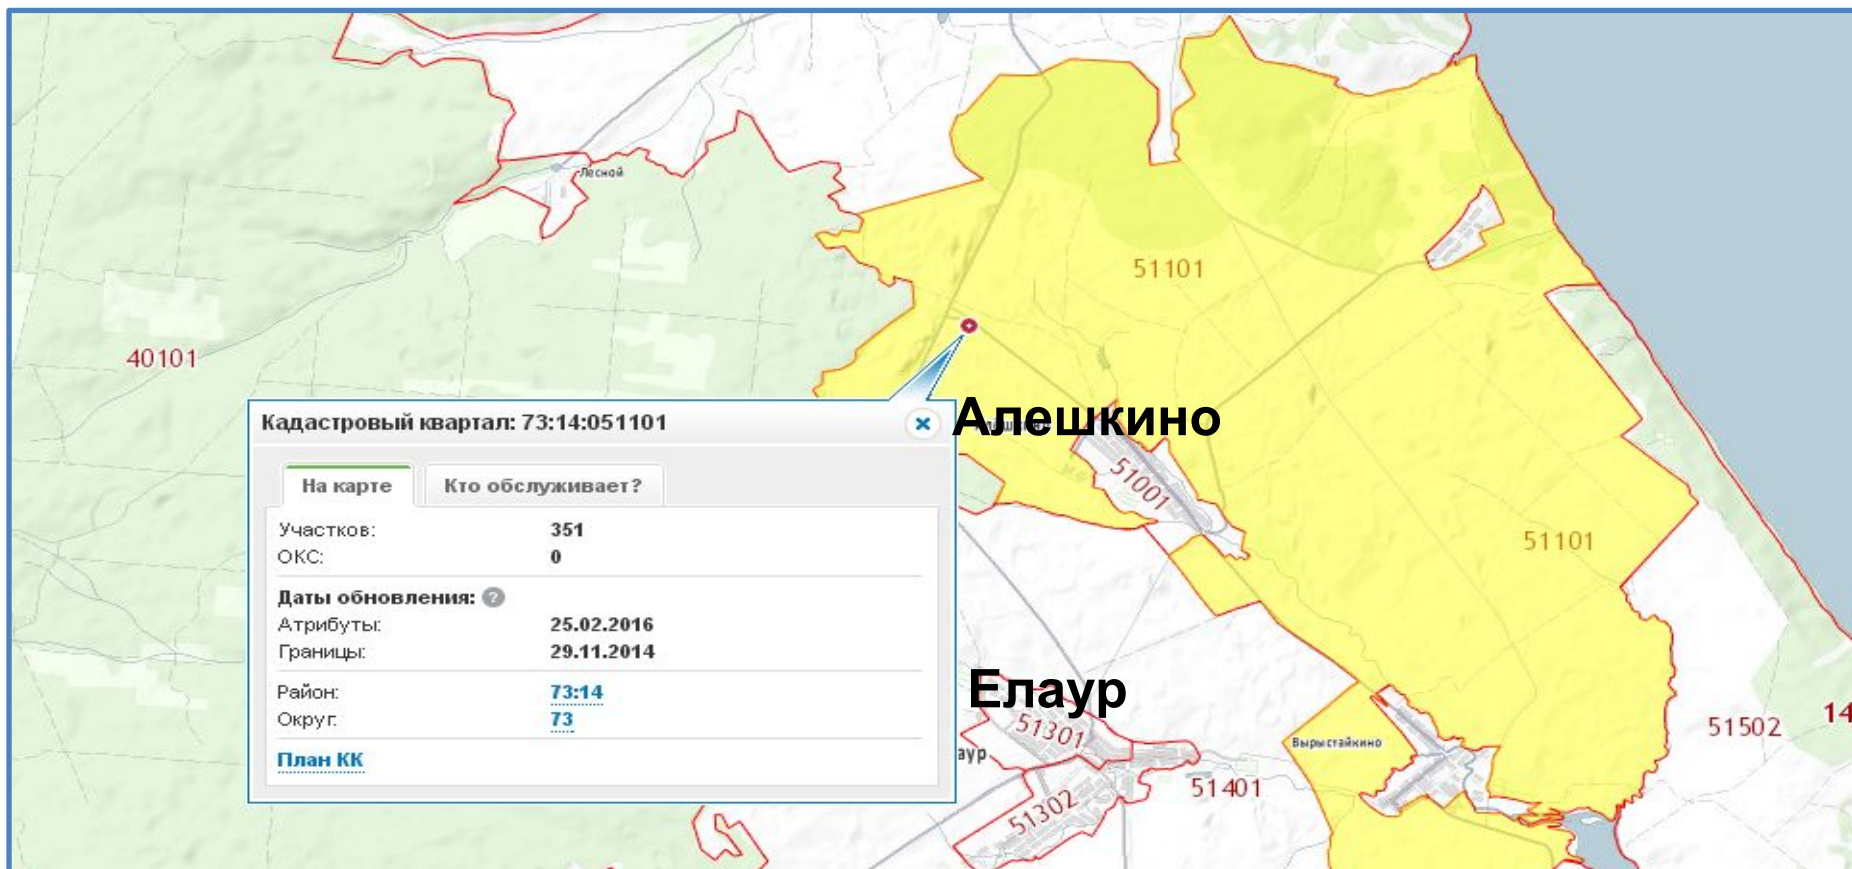 Лесной
51101
40101
Алешкино
Кадастровый квартал: 73:14:051101
На карте
Кто обслуживает?
51001
Участков: 351
ОКС: 0
51101
Даты обновления: ?
Атрибуты: 25.02.2016
Границы: 29.11.2014
Район: 73:14
Округ: 73
План КК
Елаур
51301
аур
Вырыстайкино
51502
14
51401
51302